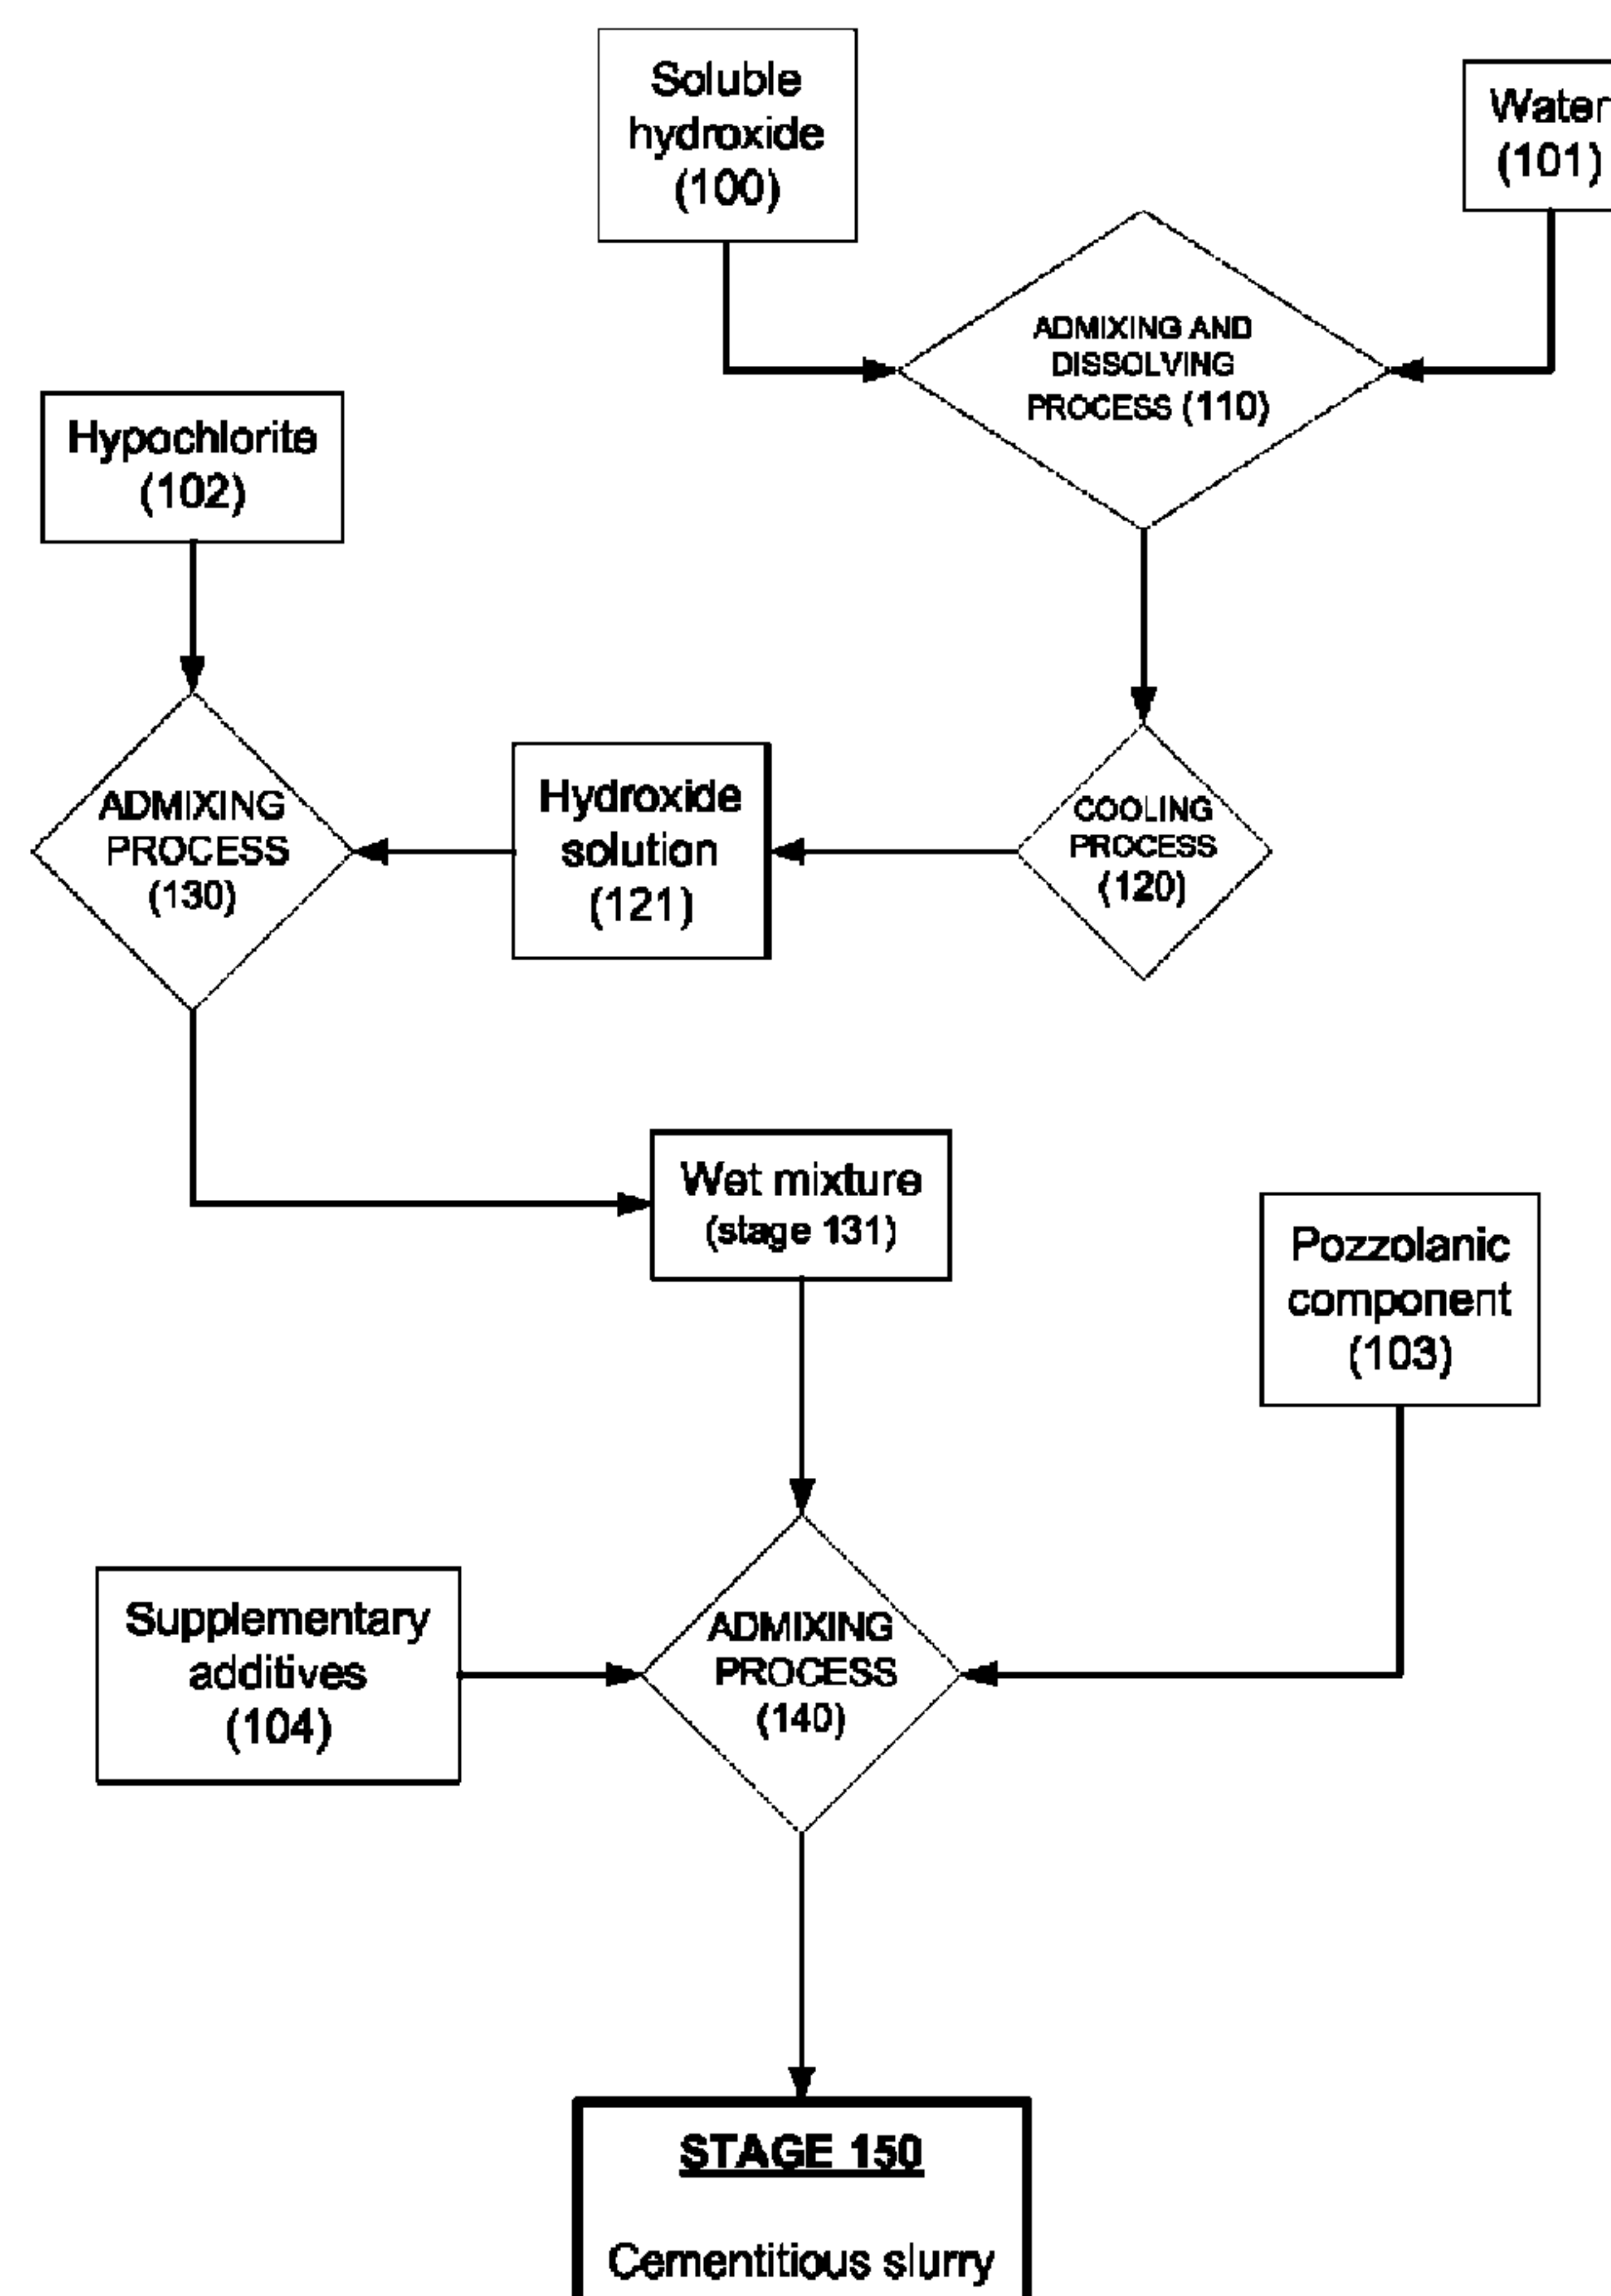 Soluble
hydroxide
(100)
Water
(101)
ADMIXING AND
DISSOLVING
PROCESS (110)
Hypochlorite
(102)
ADMIXING
PROCESS
(130)
Hydroxide
solution
(121)
COOLING
PROCESS
(120)
Wet mixture
(stage 131)
Pozzolanic
component
(103)
Supplementary
additives
(104)
ADMIXING
PROCESS
(140)
STAGE 150
Cementitious slurry